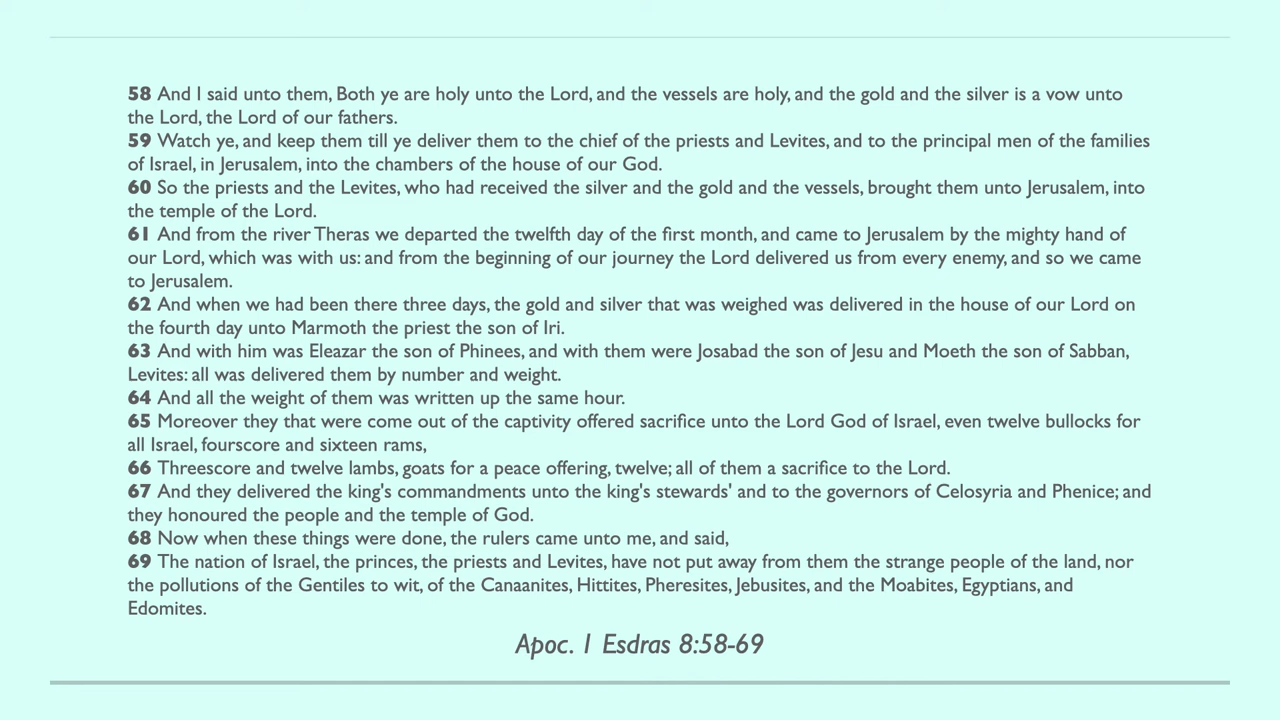 58 And I said unto them, Both ye are holy unto the Lord, and the vessels are holy, and the gold and the silver is a vow unto
the Lord, the Lord of our fathers.
59 Watch ye, and keep them till ye deliver them to the chief of the priests and Levites, and to the principal men of the families
of Israel, in Jerusalem, into the chambers of the house of our God.
60 So the priests and the Levites, who had received the silver and the gold and the vessels, brought them unto Jerusalem, into
the temple of the Lord.
61 And from the river Theras we departed the twelfth day of the first month, and came to Jerusalem by the mighty hand of
our Lord, which was with us: and from the beginning of our journey the Lord delivered us from every enemy, and so we came
to Jerusalem.
62 And when we had been there three days, the gold and silver that was weighed was delivered in the house of our Lord on
the fourth day unto Marmoth the priest the son of Iri.
63 And with him was Eleazar the son of Phinees, and with them were Josabad the son of Jesu and Moeth the son of Sabban,
Levites: all was delivered them by number and weight.
64 And all the weight of them was written up the same hour.
65 Moreover they that were come out of the captivity offered sacrifice unto the Lord God of Israel, even twelve bullocks for
all Israel, fourscore and sixteen rams,
66 Threescore and twelve lambs, goats for a peace offering, twelve; all of them a sacrifice to the Lord.
67 And they delivered the king's commandments unto the king's stewards' and to the governors of Celosyria and Phenice; and
they honoured the people and the temple of God.
68 Now when these things were done, the rulers came unto me, and said,
69 The nation of Israel, the princes, the priests and Levites, have not put away from them the strange people of the land, nor
the pollutions of the Gentiles to wit, of the Canaanites, Hittites, Pheresites, Jebusites, and the Moabites, Egyptians, and
Edomites.
Apoc. 1 Esdras 8:58-69